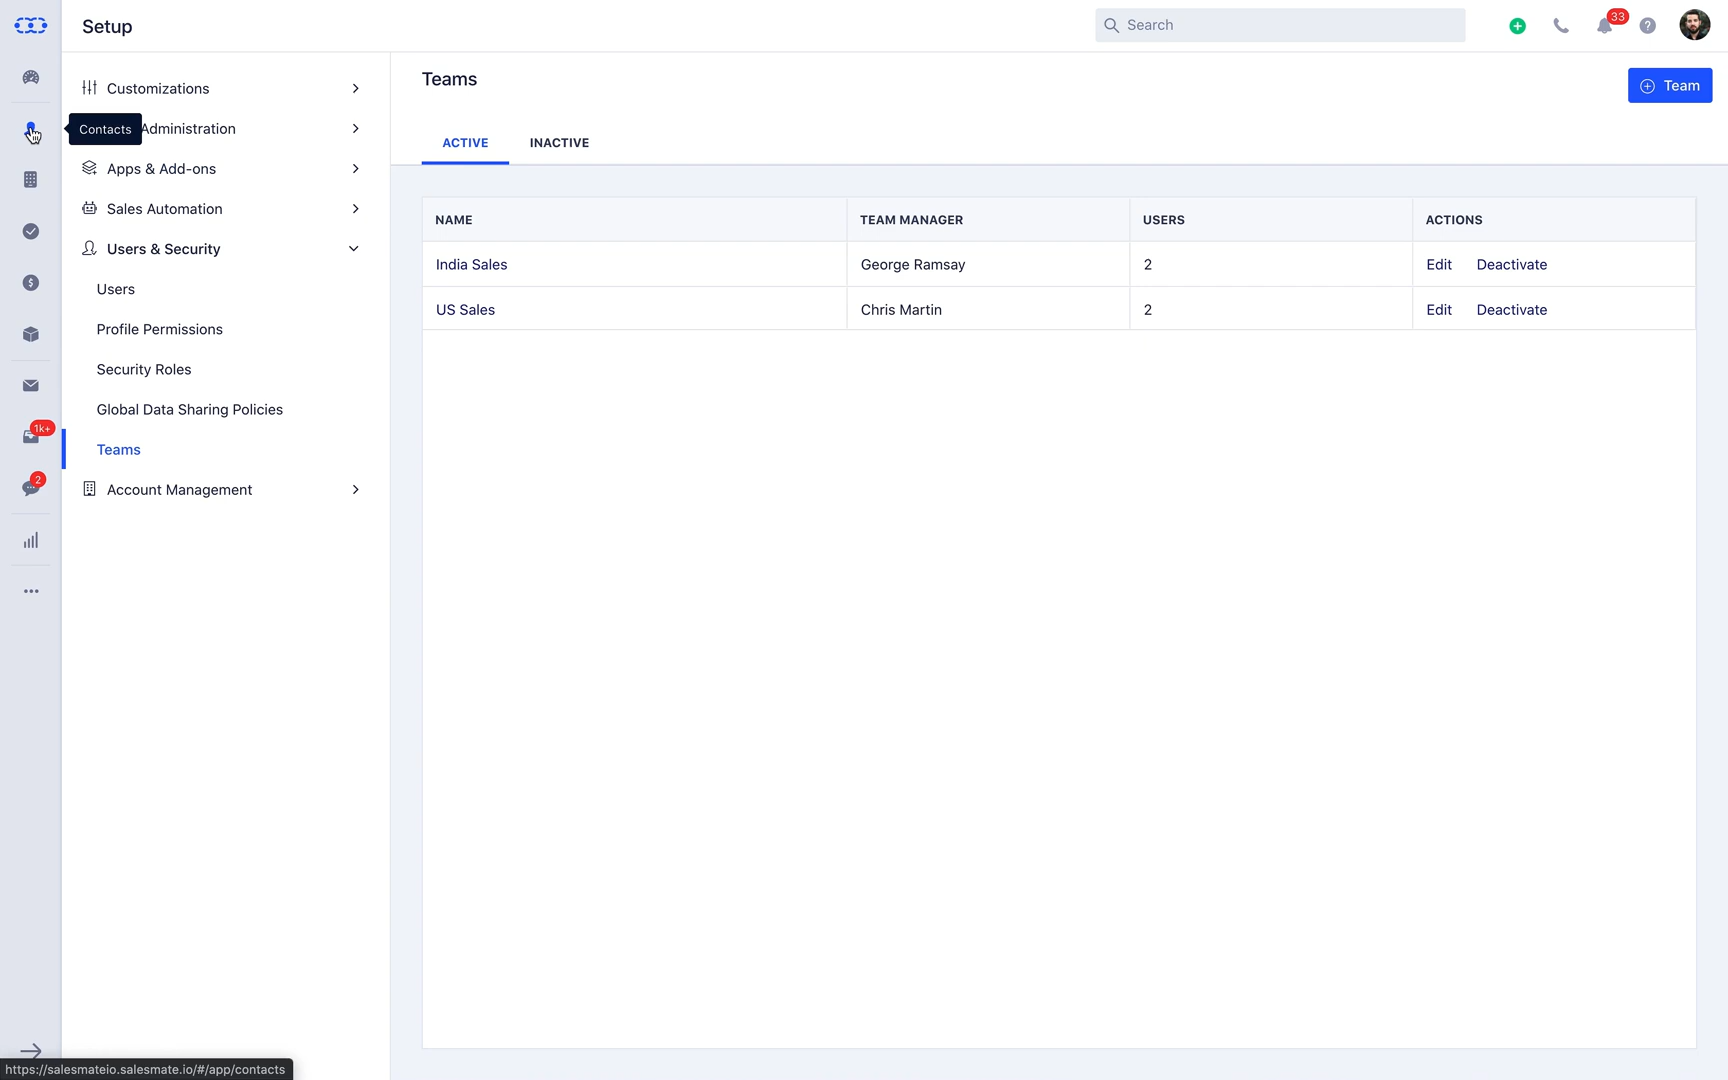 Setup
Search
33
?
Customizations
Contacts
Administration
Apps & Add-ons
Sales Automation
Users & Security
Users
Profile Permissions
Security Roles
Global Data Sharing Policies
Teams
Account Management
$
1k+
2
Teams
Team
ACTIVE INACTIVE
NAME TEAM MANAGER USERS ACTIONS
India Sales George Ramsay 2 Edit Deactivate
US Sales Chris Martin 2 Edit Deactivate
https://salesmateio.salesmate.io/#/app/contacts